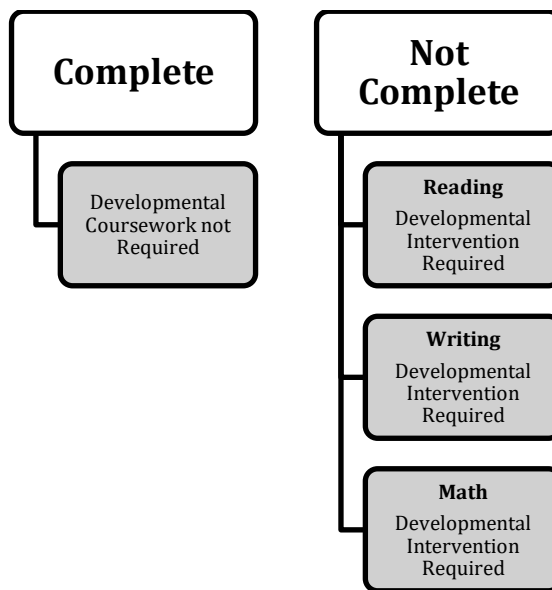 Complete
Developmental
Coursework not
Required
Not
Complete
Reading
Developmental
Intervention
Required
Writing
Developmental
Intervention
Required
Math
Developmental
Intervention
Required